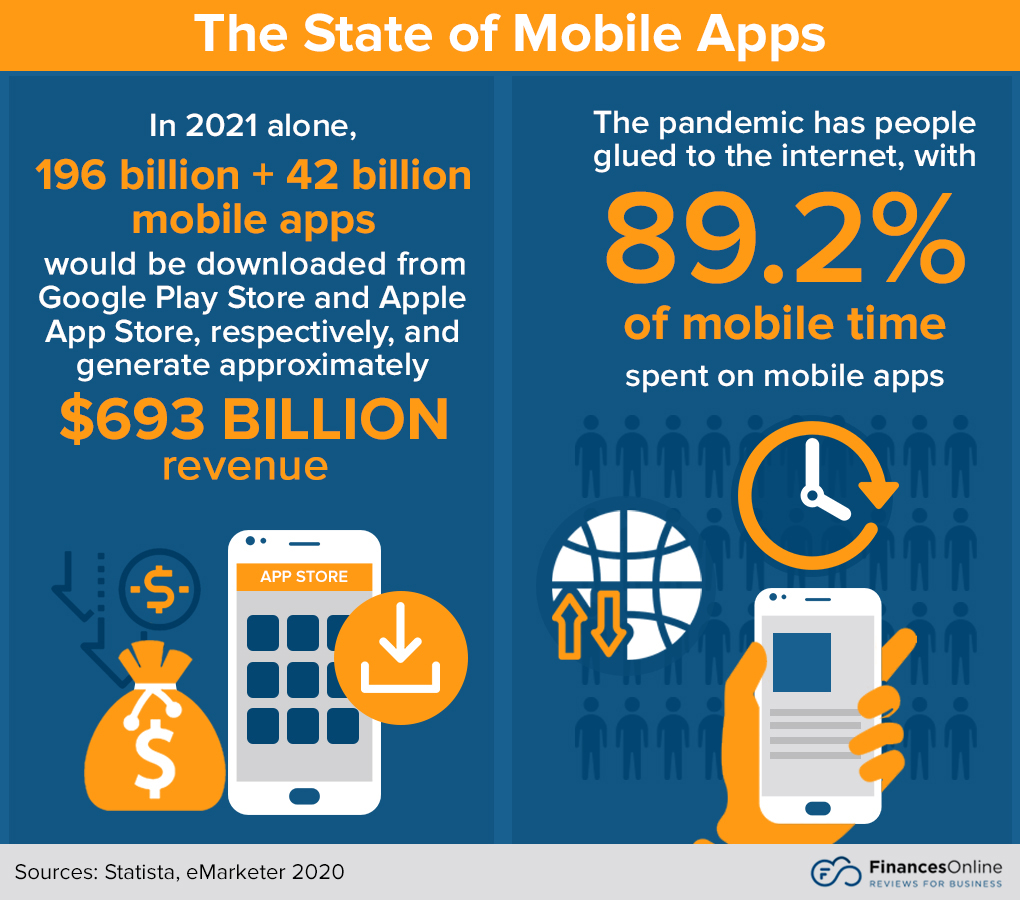 The State of Mobile Apps
In 2021 alone,
196 billion + 42 billion
mobile apps
would be downloaded from
Google Play Store and Apple
App Store, respectively, and
generate approximately
$693 BILLION
revenue
-$-
APP STORE
$
The pandemic has people
glued to the internet, with
89.2%
of mobile time
spent on mobile apps
Sources: Statista, eMarketer 2020
FinancesOnline
REVIEWS FOR BUSINESS